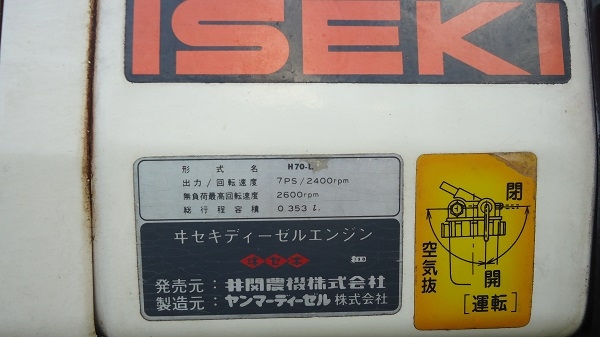 ISEKI
形式名 H70-L
出力/回転速度 7PS/2400rpm
無負荷最高回転速度 2600rpm
総行程容積 0.353 l.
ヰセキディーゼルエンジン
ヰセキ
発売元:井関農機株式会社
製造元:ヤンマーディーゼル株式会社
閉
空気抜
開
[運転]